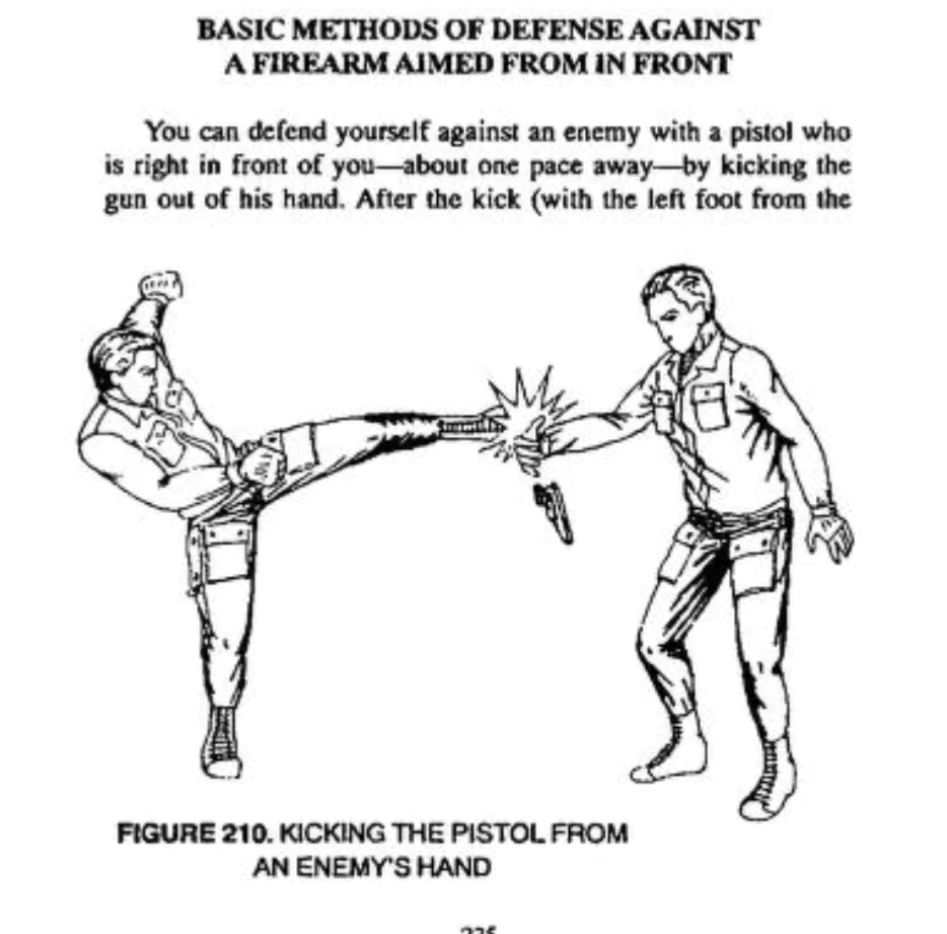 BASIC METHODS OF DEFENSE AGAINST
A FIREARM AIMED FROM IN FRONT
You can defend yourself against an enemy with a pistol who
is right in front of you—about one pace away—by kicking the
gun out of his hand. After the kick (with the left foot from the
FIGURE 210. KICKING THE PISTOL FROM
AN ENEMY'S HAND